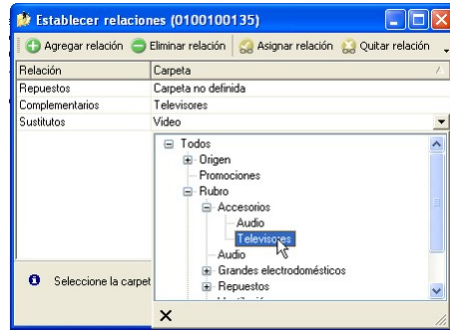 Establecer relaciones (0100100135)
Agregar relación Eliminar relación Asignar relación Quitar relación
Relación Carpeta
Repuestos Carpeta no definida
Complementarios Televisores
Sustitutos Video
Todos
Origen
Promociones
Rubro
Accesorios
Audio
Televisores
Audio
Grandes electrodomésticos
Repuestos
Seleccione la carpet